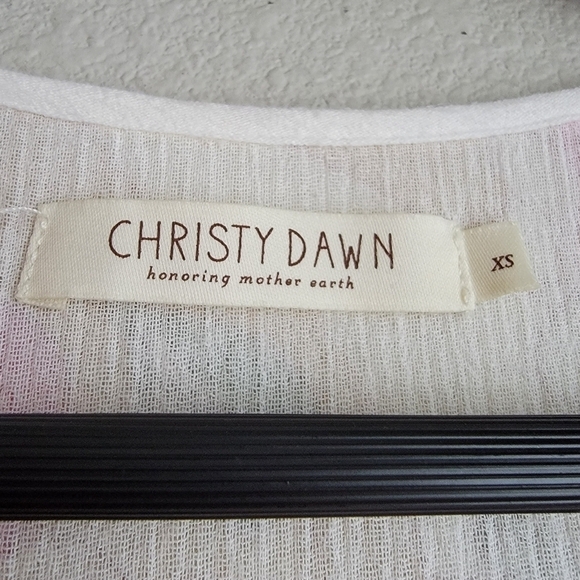 CHRISTY DAWN
honoring mother earth
XS